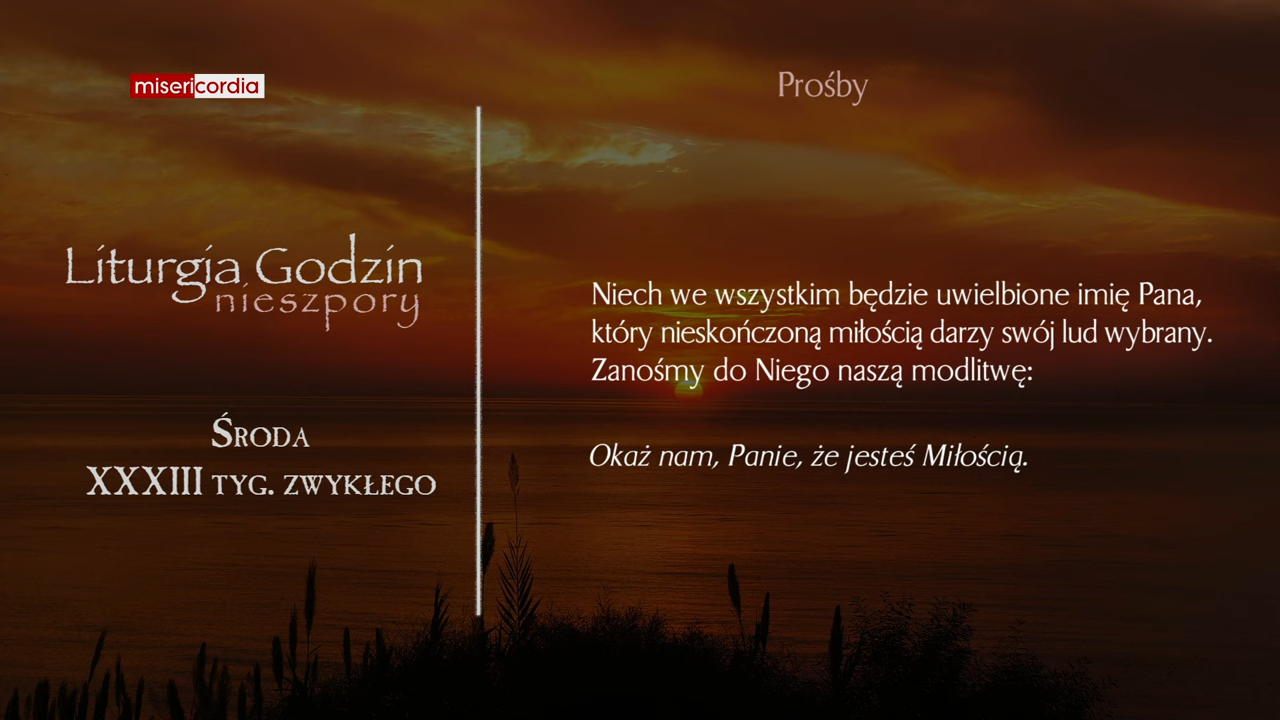 misericordia
Prośby
Liturgia Godzin
nieszpory
Niech we wszystkim będzie uwielbione imię Pana,
który nieskończoną miłością darzy swój lud wybrany.
Zanośmy do Niego naszą modlitwę:
Okaż nam, Panie, że jesteś Miłością.
Środa
XXXIII tyg. zwykłego